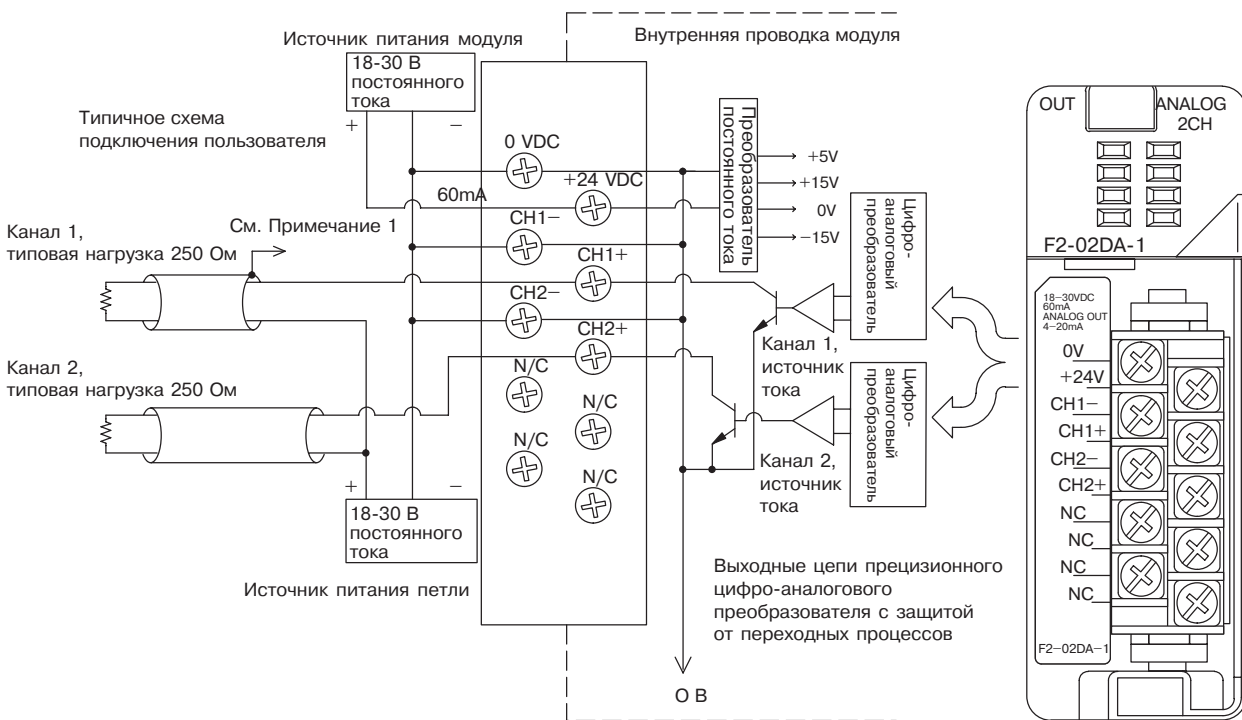 Источник питания модуля
18-30 В
постоянного
тока
+
−
Внутренняя проводка модуля
Типичное схема
подключения пользователя
0 VDC
+24 VDC
60mA
CH1−
CH1+
CH2−
CH2+
N/C
N/C
N/C
N/C
Преобразователь
постоянного тока
+5V
+15V
0V
−15V
См. Примечание 1
Канал 1,
типовая нагрузка 250 Ом
Канал 2,
типовая нагрузка 250 Ом
+
−
18-30 В
постоянного
тока
Источник питания петли
Цифро-
аналоговый
преобразователь
Канал 1,
источник
тока
Цифро-
аналоговый
преобразователь
Канал 2,
источник
тока
Выходные цепи прецизионного
цифро-аналогового
преобразователя с защитой
от переходных процессов
О В
OUT
ANALOG
2CH
F2-02DA-1
18−30VDC
60mA
ANALOG OUT
4−20mA
0V
+24V
CH1−
CH1+
CH2−
CH2+
NC
NC
NC
NC
F2−02DA−1